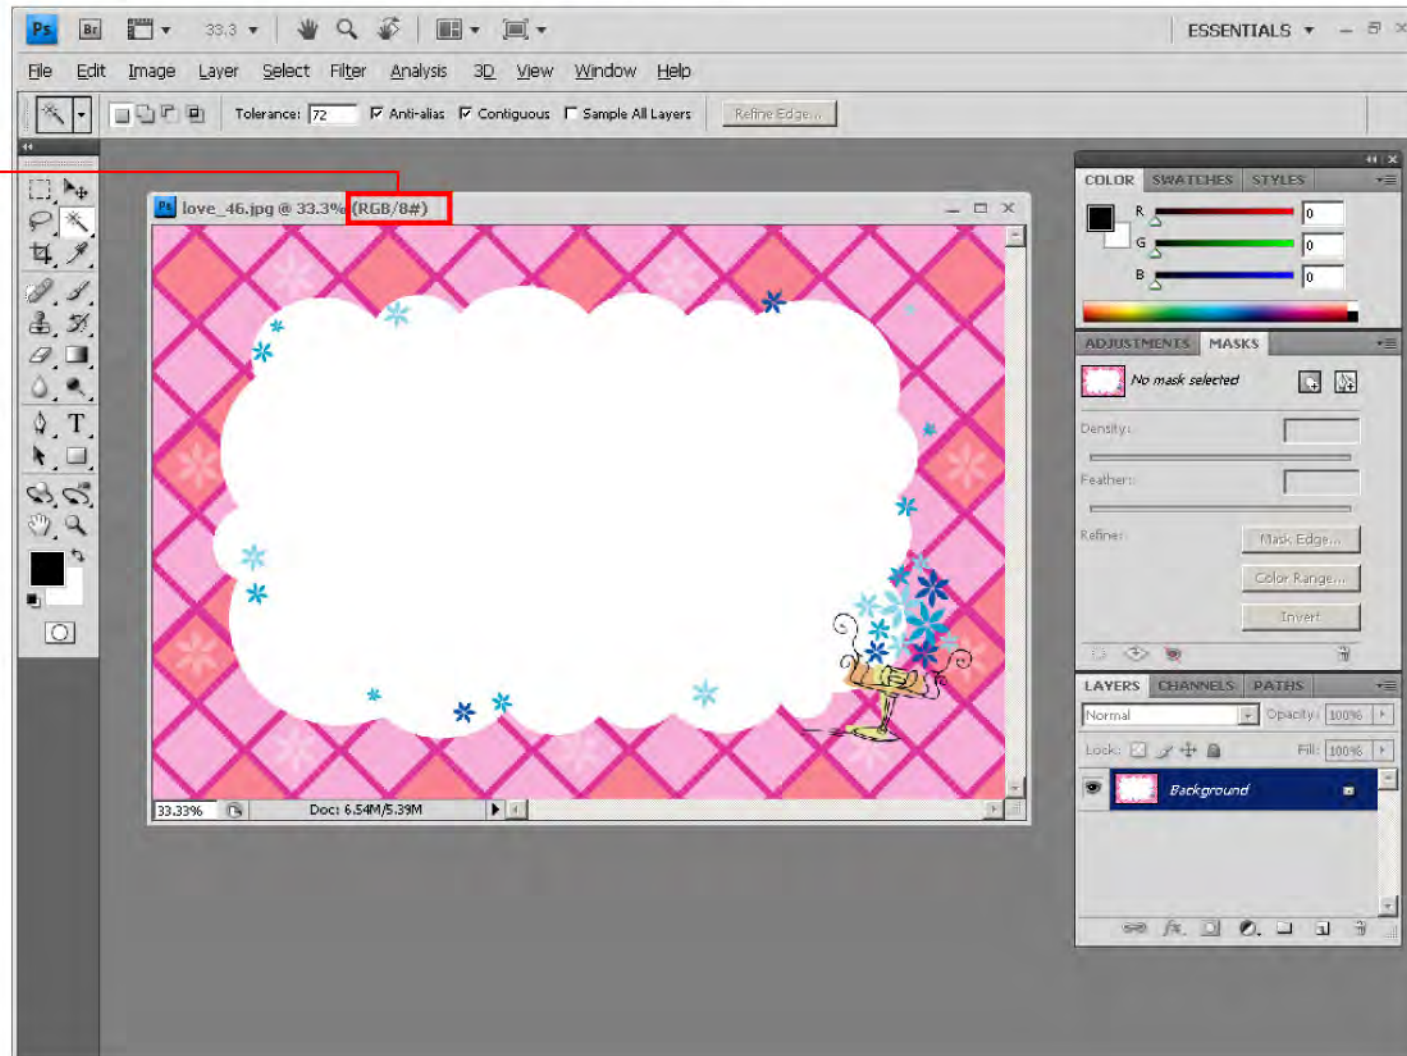 Ps Br 33.3 ESSENTIALS
File Edit Image Layer Select Filter Analysis 3D View Window Help
Tolerance: 72 Anti-alias Contiguous Sample All Layers Refine Edge...
Ps love_46.jpg @ 33.3% (RGB/8#)
COLOR SWATCHES STYLES
R 0
G 0
B 0
ADJUSTMENTS MASKS
No mask selected
Density:
Feather:
Refine: Mask Edge...
Color Range...
Invert
LAYERS CHANNELS PATHS
Normal Opacity: 100%
Lock: Fill: 100%
Background
33.33% Doc: 6.54M/5.39M
T
fx